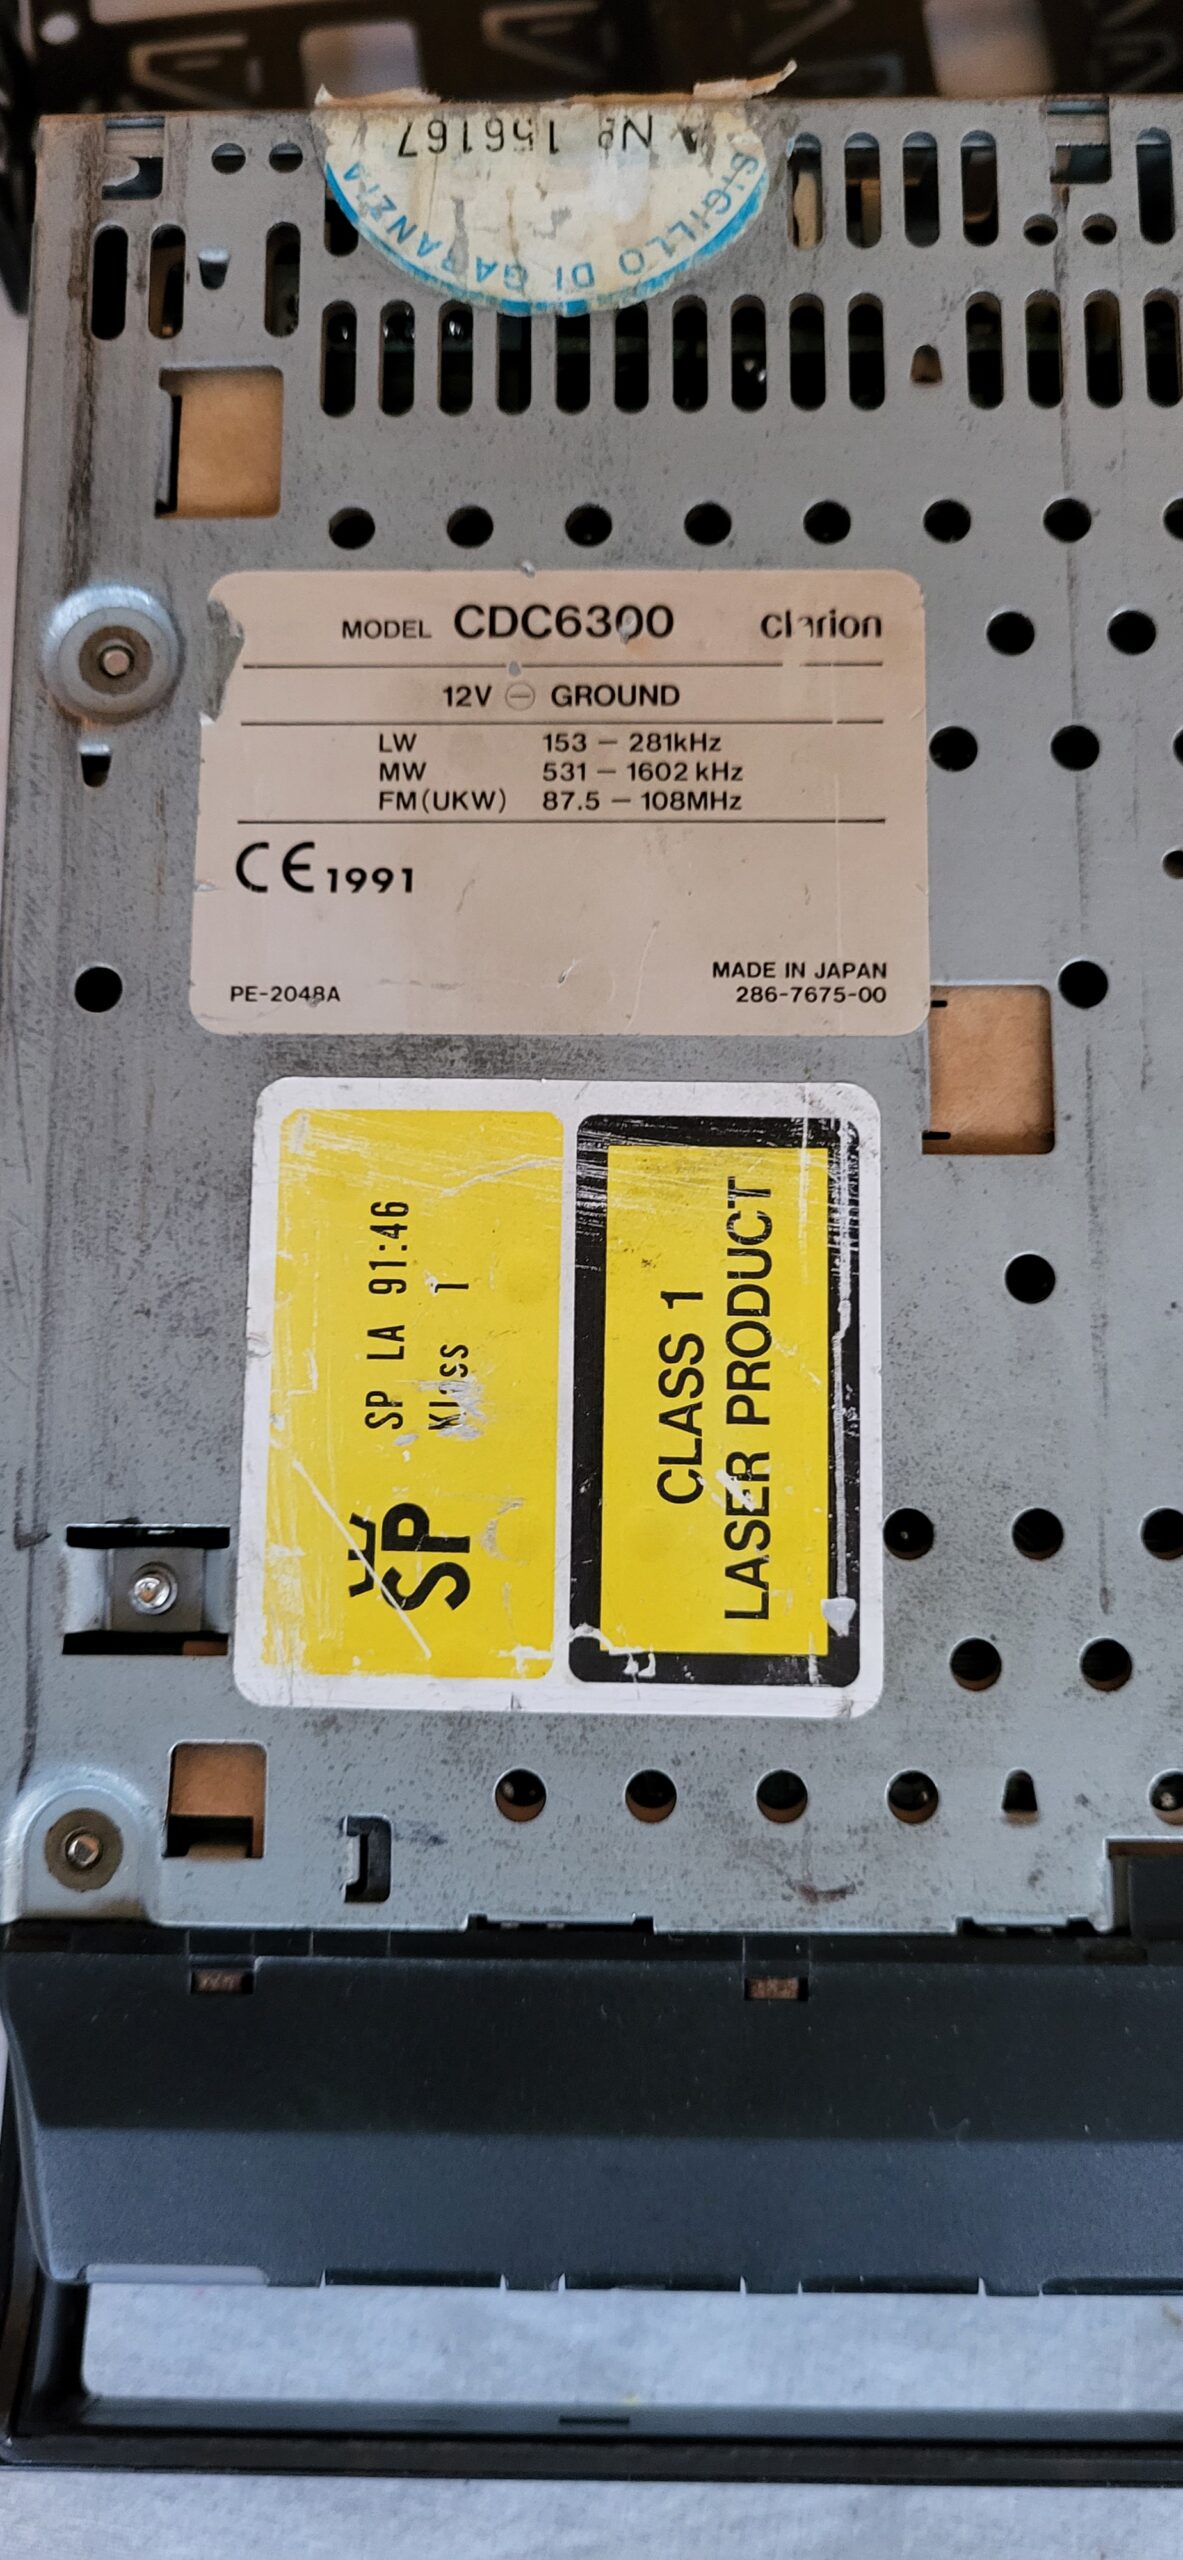 SIGILLO DI GARANZIA
A Nº 156167
MODEL CDC6300 clarion
12V ⊖ GROUND
LW 153 – 281kHz
MW 531 – 1602 kHz
FM(UKW) 87.5 – 108MHz
CE 1991
MADE IN JAPAN
PE-2048A 286-7675-00
SP SP LA 91:46
Klass 1
CLASS 1
LASER PRODUCT